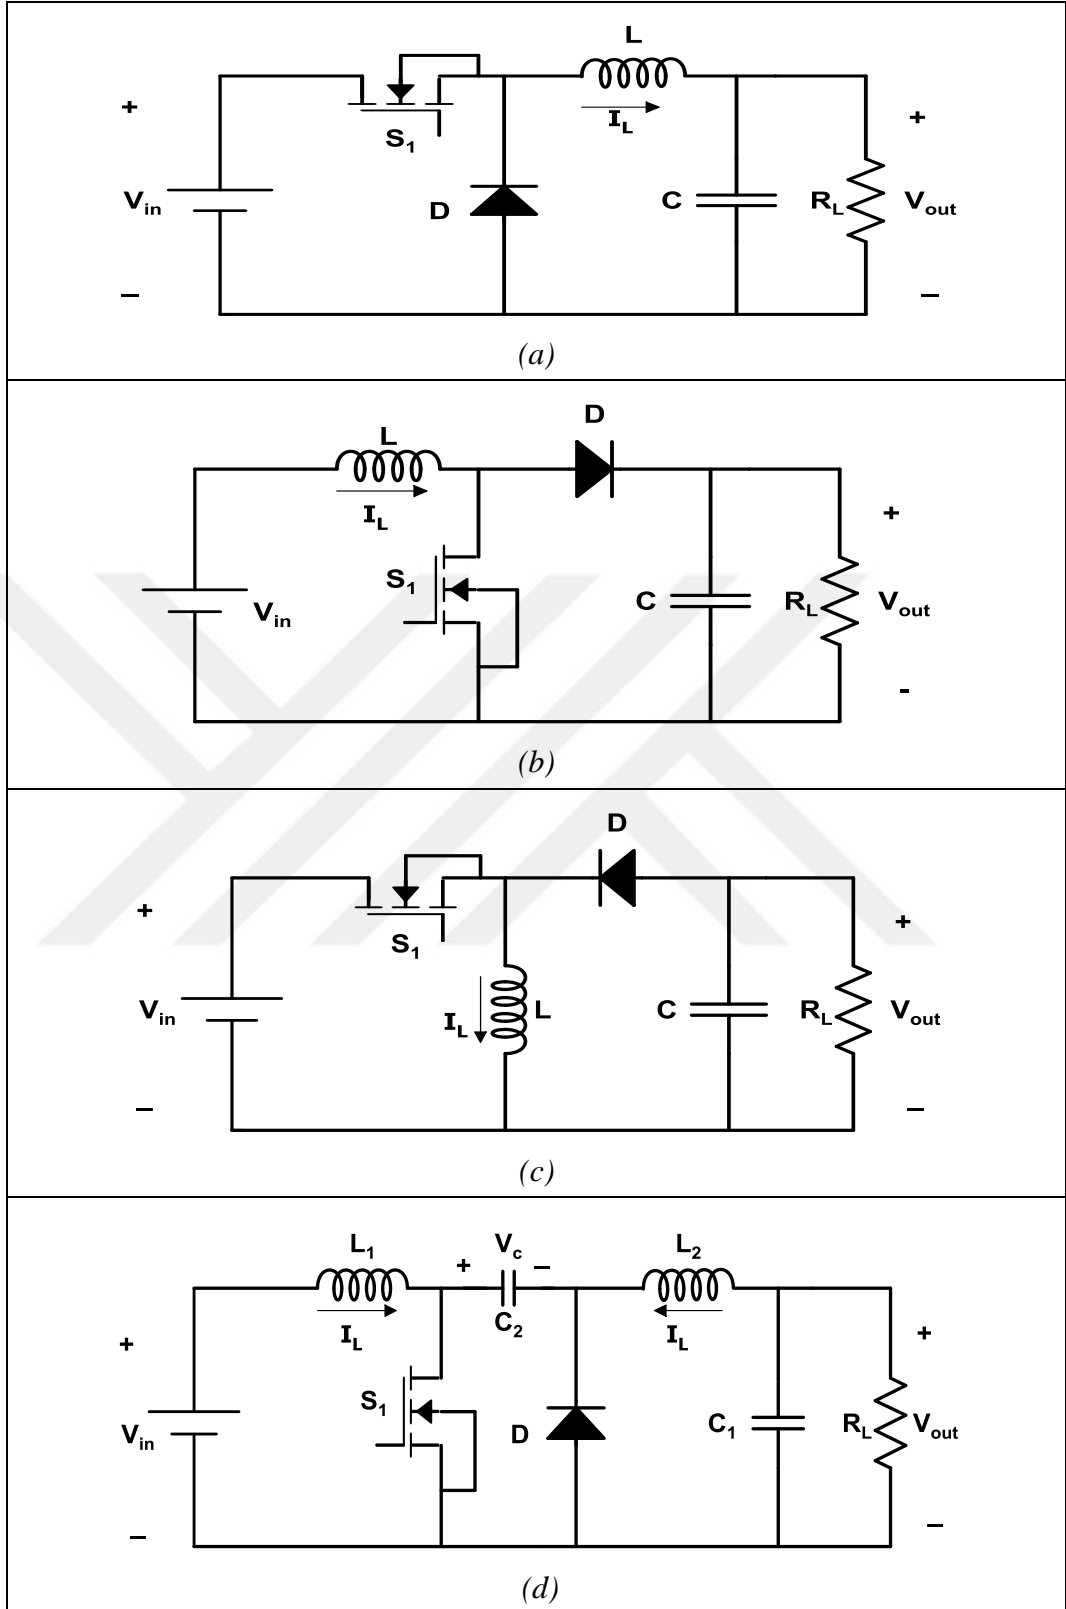 L
+
S1
IL
+
Vin
D
C
RL
Vout
–
–
(a)
D
L
IL
+
S1
Vin
C
RL
Vout
-
(b)
D
+
S1
+
Vin
IL
L
C
RL
Vout
–
–
(c)
L1
+
Vc
–
L2
+
IL
C2
IL
+
S1
Vin
D
C1
RL
Vout
–
–
(d)